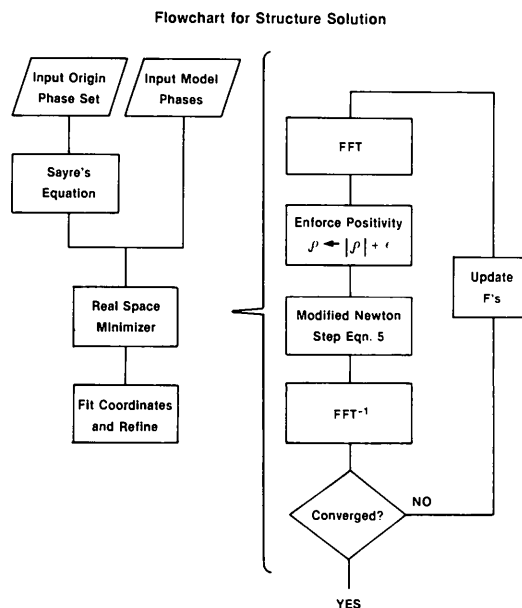 Flowchart for Structure Solution
Input Origin
Phase Set
Input Model
Phases
Sayre's
Equation
Real Space
Minimizer
Fit Coordinates
and Refine
FFT
Enforce Positivity
ρ ← |ρ| + ϵ
Modified Newton
Step Eqn. 5
FFT⁻¹
Converged?
NO
YES
Update
F's